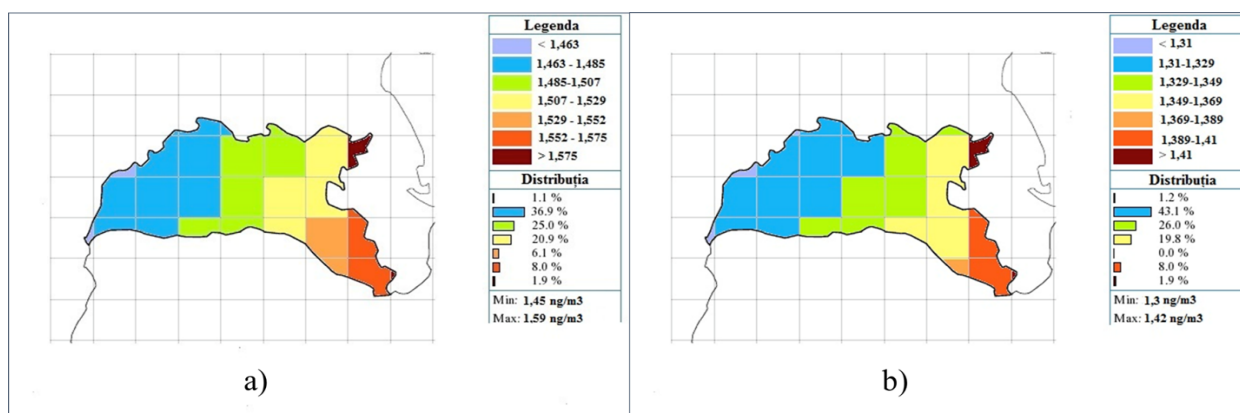 Legenda
< 1,463
1,463 - 1,485
1,485-1,507
1,507 - 1,529
1,529 - 1,552
1,552 - 1,575
> 1,575
Distribuția
1.1 %
36.9 %
25.0 %
20.9 %
6.1 %
8.0 %
1.9 %
Min: 1,45 ng/m3
Max: 1,59 ng/m3
a)
Legenda
< 1,31
1,31-1,329
1,329-1,349
1,349-1,369
1,369-1,389
1,389-1,41
> 1,41
Distribuția
1.2 %
43.1 %
26.0 %
19.8 %
0.0 %
8.0 %
1.9 %
Min: 1,3 ng/m3
Max: 1,42 ng/m3
b)